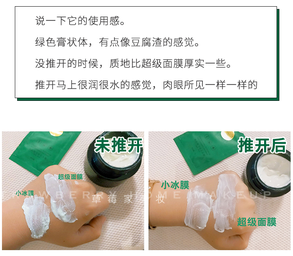 说一下它的使用感。
绿色膏状体，有点像豆腐渣的感觉。
没推开的时候，质地比超级面膜厚实一些。
推开马上很润很水的感觉，肉眼所见一样一样的
未推开
推开后
超级面膜
小冰膜
小冰膜
超级面膜